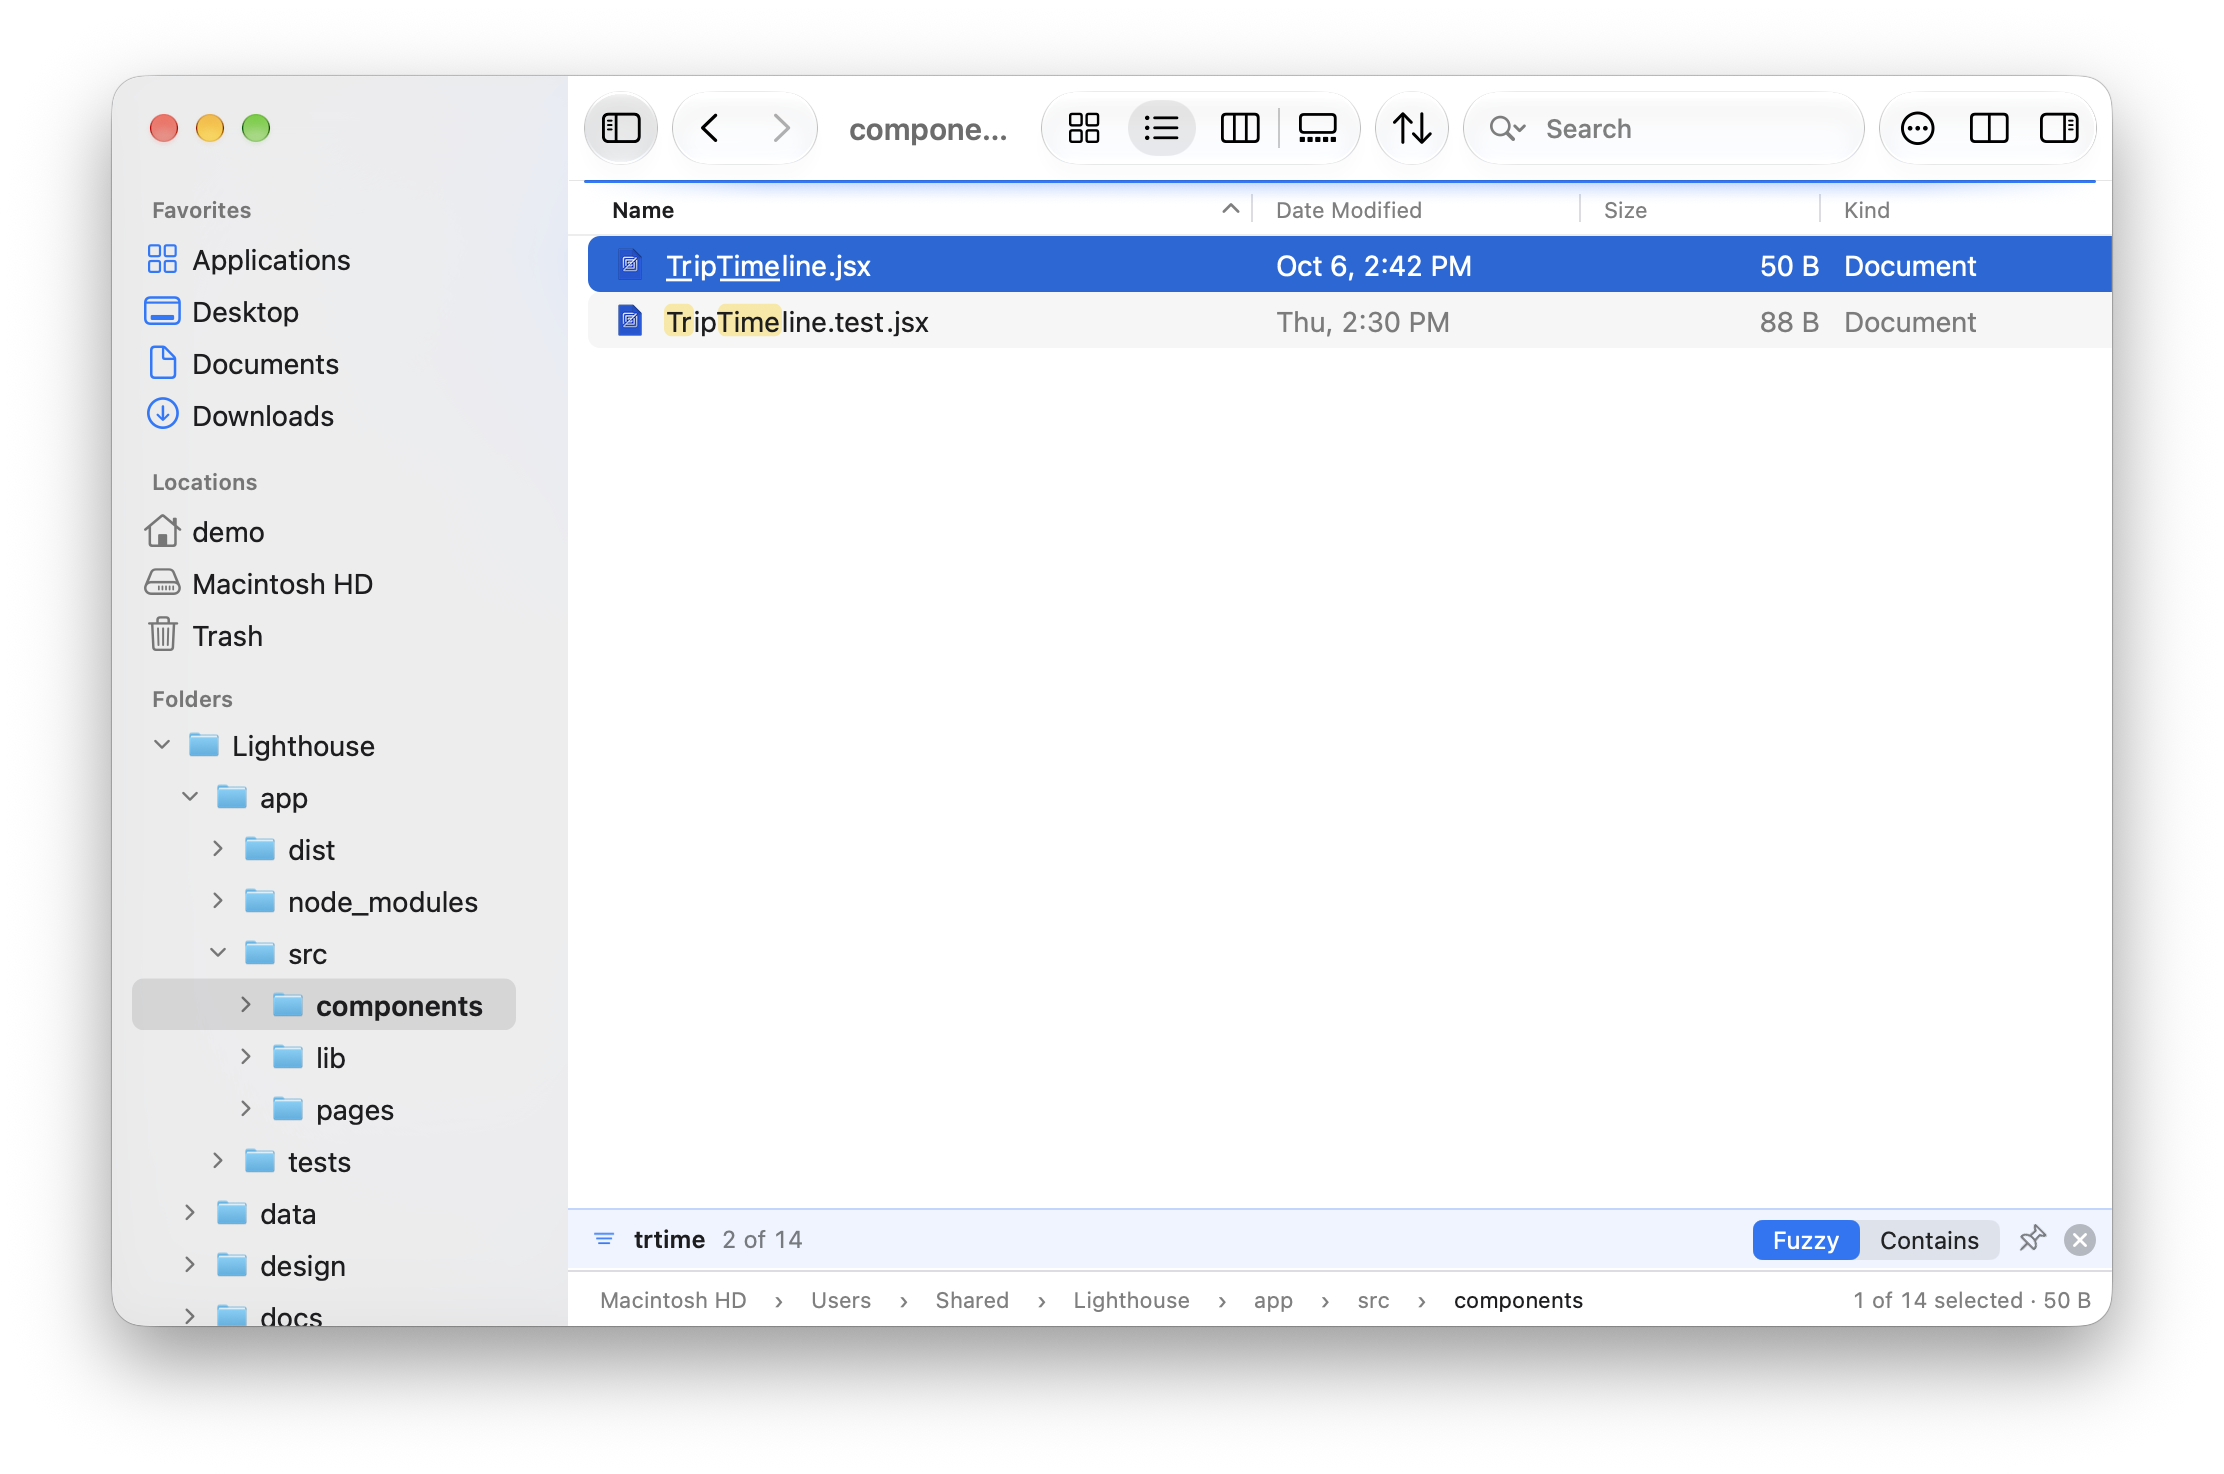 compone...
Search
Favorites
Applications
Desktop
Documents
Downloads
Locations
demo
Macintosh HD
Trash
Folders
Lighthouse
app
dist
node_modules
src
components
lib
pages
tests
data
design
docs
Name Date Modified Size Kind
TripTimeline.jsx Oct 6, 2:42 PM 50 B Document
TripTimeline.test.jsx Thu, 2:30 PM 88 B Document
trtime 2 of 14 Fuzzy Contains
Macintosh HD › Users › Shared › Lighthouse › app › src › components 1 of 14 selected · 50 B